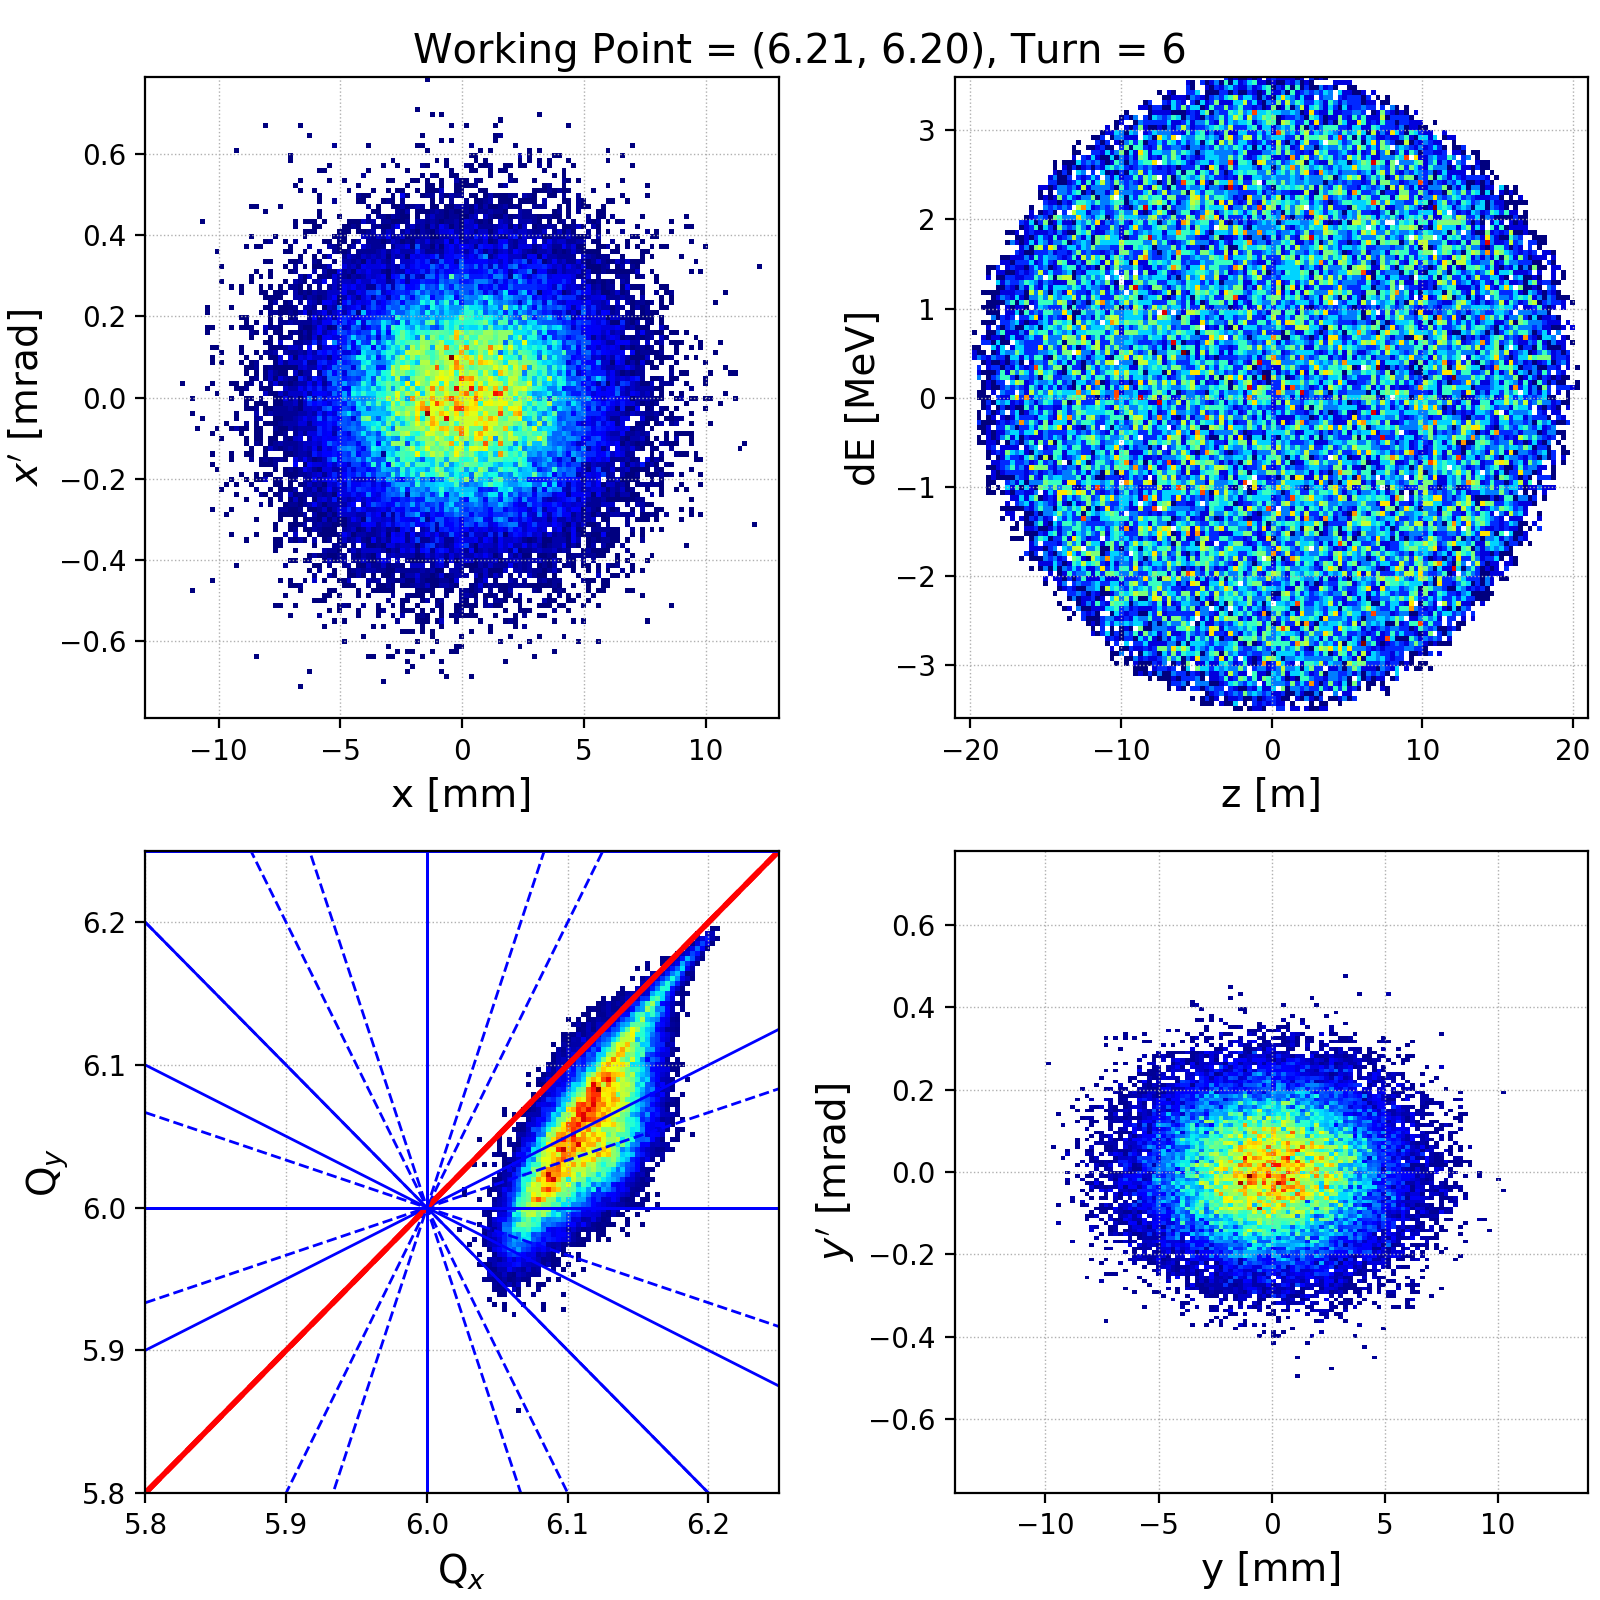 Working Point = (6.21, 6.20), Turn = 6
0.6
0.4
0.2
0.0
−0.2
−0.4
−0.6
x′ [mrad]
−10 −5 0 5 10
x [mm]
3
2
1
0
−1
−2
−3
dE [MeV]
−20 −10 0 10 20
z [m]
6.2
6.1
6.0
5.9
5.8
Qy
5.8 5.9 6.0 6.1 6.2
Qx
0.6
0.4
0.2
0.0
−0.2
−0.4
−0.6
y′ [mrad]
−10 −5 0 5 10
y [mm]